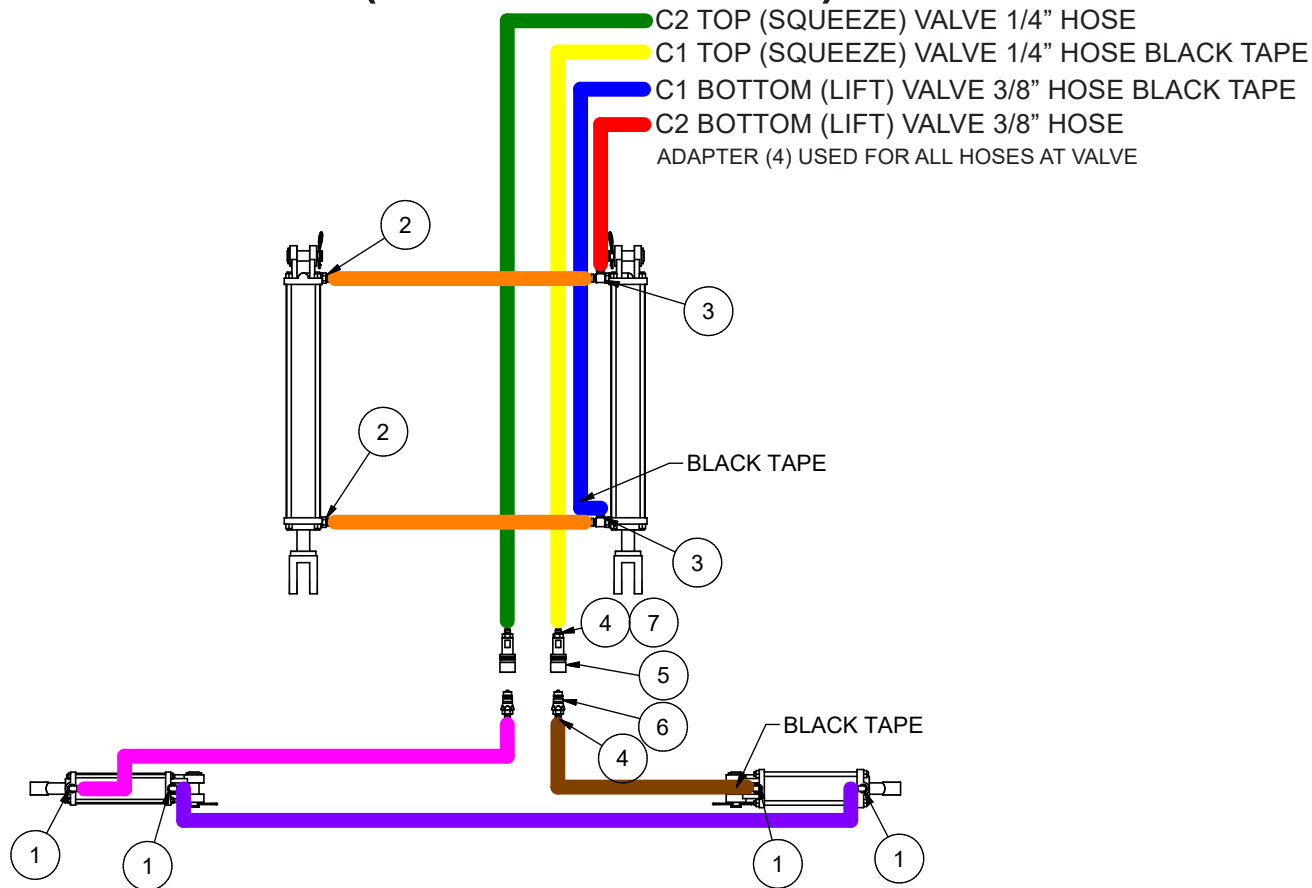 C2 TOP (SQUEEZE) VALVE 1/4” HOSE
C1 TOP (SQUEEZE) VALVE 1/4” HOSE BLACK TAPE
C1 BOTTOM (LIFT) VALVE 3/8” HOSE BLACK TAPE
C2 BOTTOM (LIFT) VALVE 3/8” HOSE
ADAPTER (4) USED FOR ALL HOSES AT VALVE
2
3
2
BLACK TAPE
3
4 7
5
6
BLACK TAPE
4
1
1
1
1